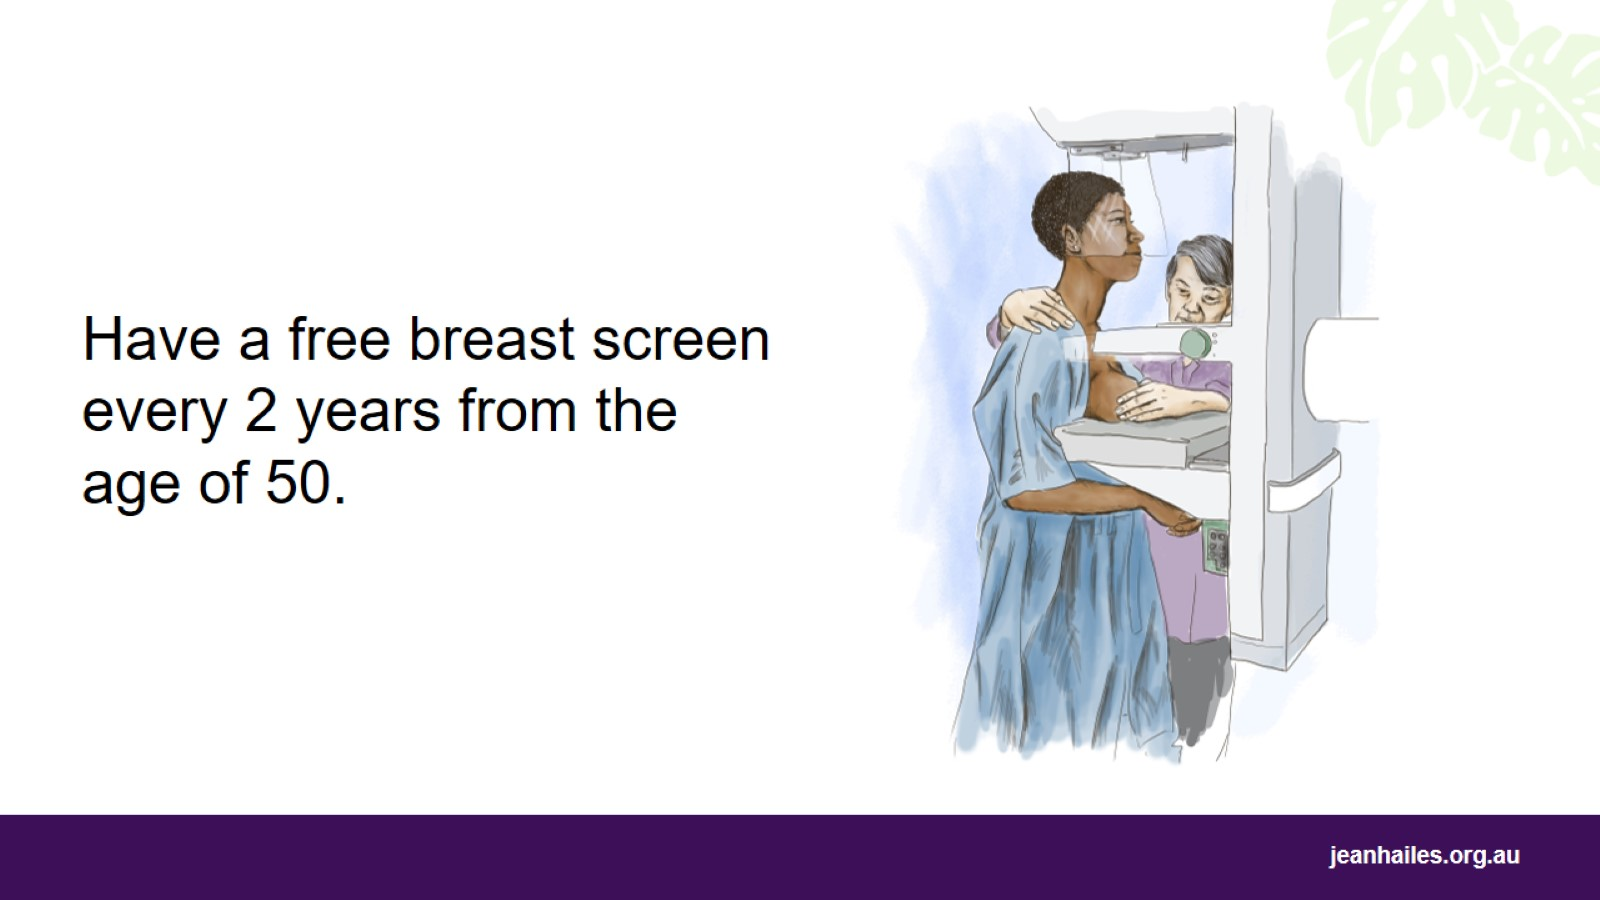 Have a free breast screen
every 2 years from the
age of 50.
jeanhailes.org.au